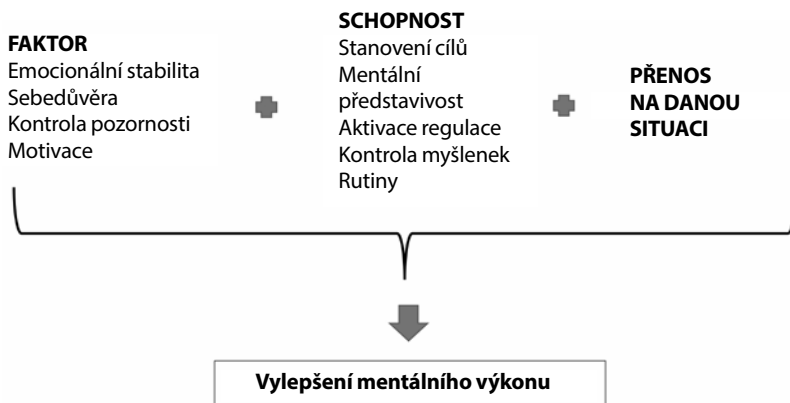 FAKTOR
Emocionální stabilita
Sebedůvěra
Kontrola pozornosti
Motivace
SCHOPNOST
Stanovení cílů
Mentální
představivost
Aktivace regulace
Kontrola myšlenek
Rutiny
PŘENOS
NA DANOU
SITUACI
Vylepšení mentálního výkonu